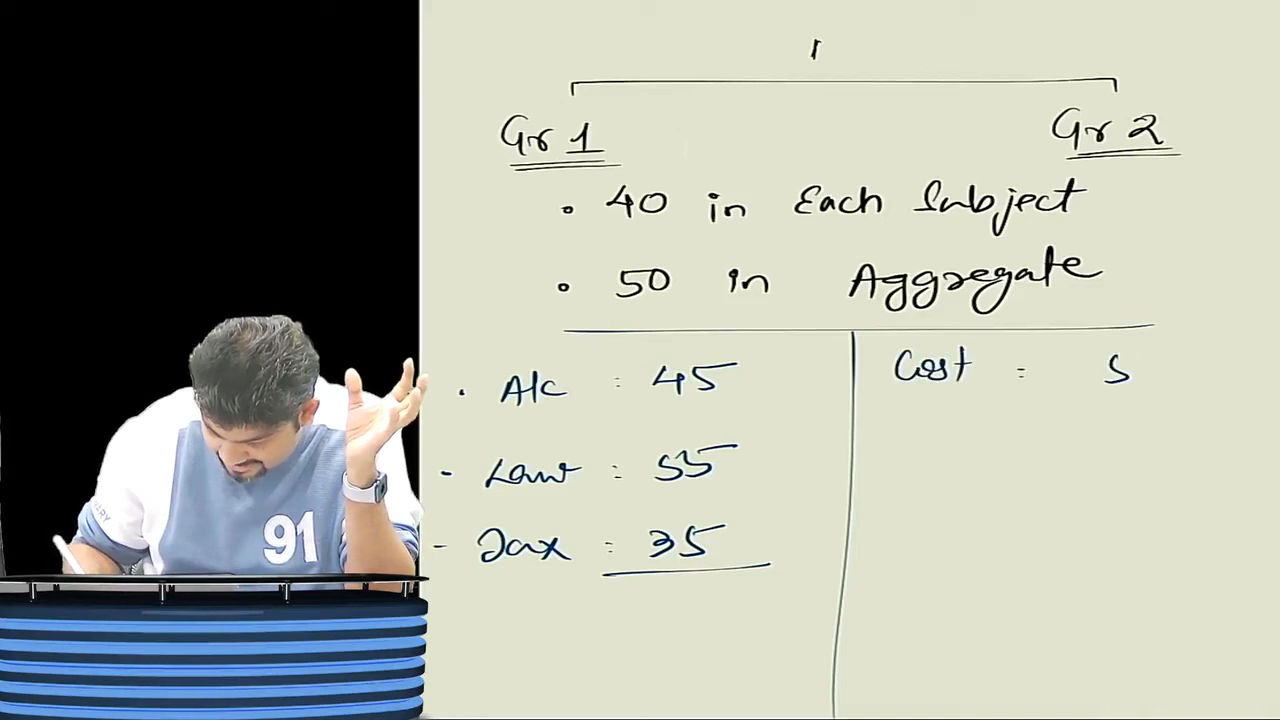 Gr 1
Gr 2
• 40 in Each Subject
• 50 in Aggregate
• A/c : 45
- Law : 55
- Tax : 35
Cost : 5
91